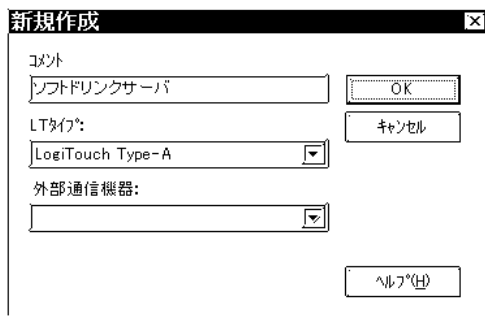 新規作成
コメント
ソフトドリンクサーバ
OK
LTタイプ:
キャンセル
LogiTouch Type-A
外部通信機器:
ヘルプ(H)